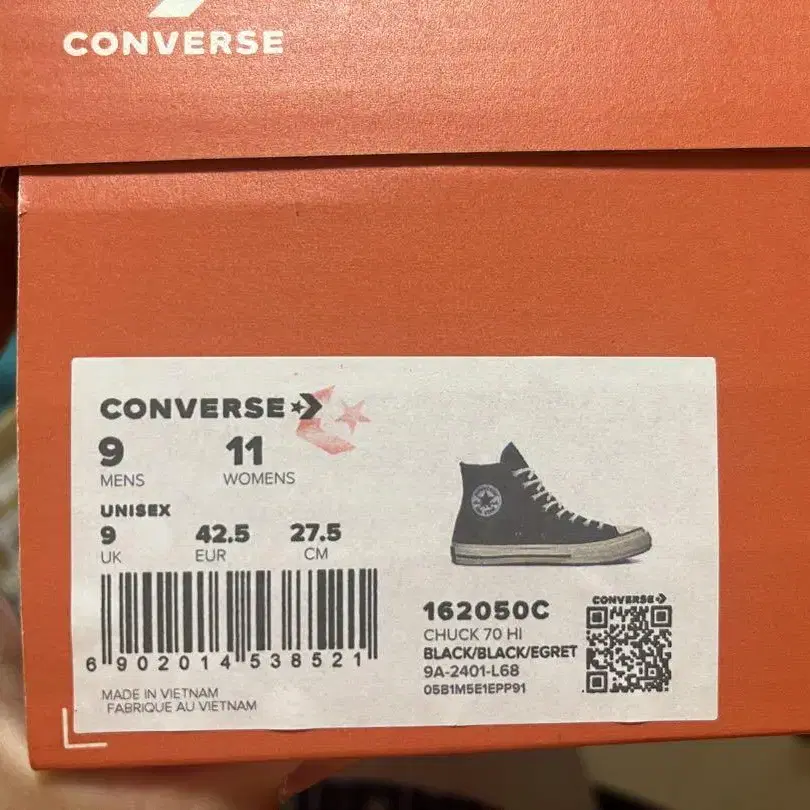 CONVERSE
CONVERSE
9 11
MENS WOMENS
UNISEX
9 42.5 27.5
UK EUR CM
6 902014 538521
MADE IN VIETNAM
FABRIQUE AU VIETNAM
162050C
CHUCK 70 HI
BLACK/BLACK/EGRET
9A-2401-L68
05B1M5E1EPP91
CONVERSE